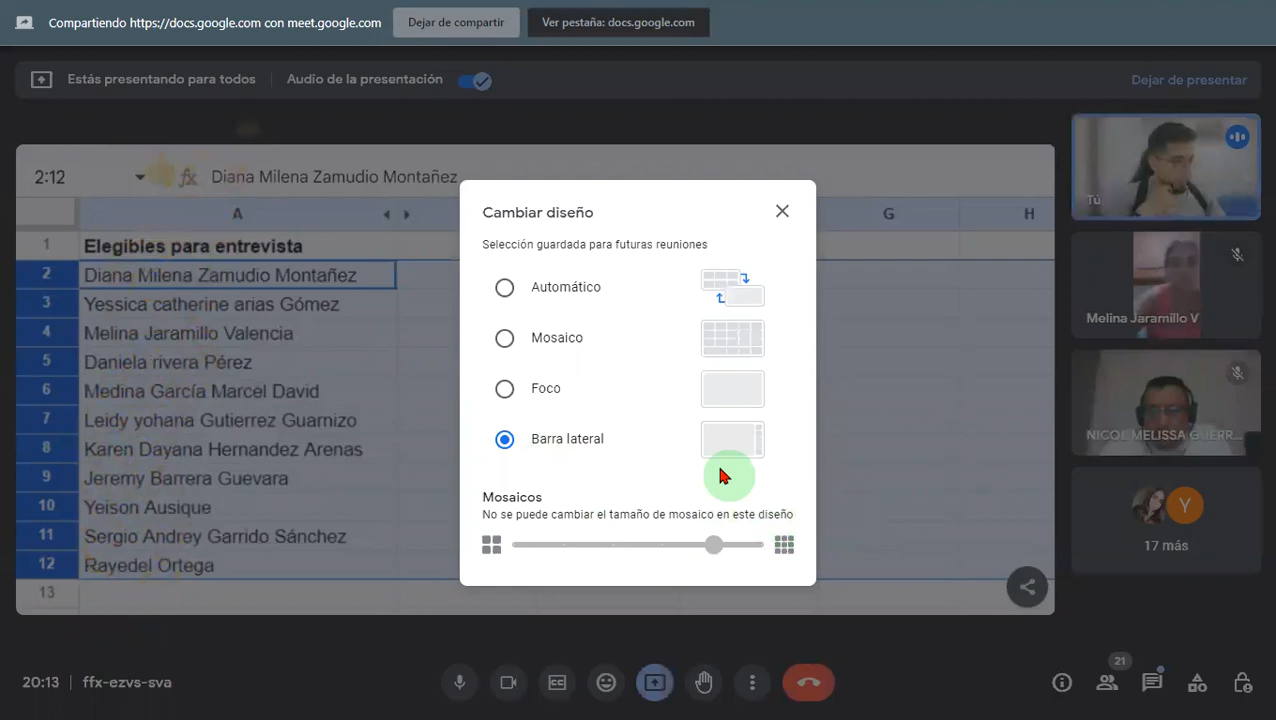 Compartiendo https://docs.google.com con meet.google.com
Dejar de compartir
Ver pestaña: docs.google.com
Estás presentando para todos
Audio de la presentación
Dejar de presentar
2:12
fx
Diana Milena Zamudio Montañez
A
G
H
1 Elegibles para entrevista
2 Diana Milena Zamudio Montañez
3 Yessica catherine arias Gómez
4 Melina Jaramillo Valencia
5 Daniela rivera Pérez
6 Medina García Marcel David
7 Leidy yohana Gutierrez Guarnizo
8 Karen Dayana Hernandez Arenas
9 Jeremy Barrera Guevara
10 Yeison Ausique
11 Sergio Andrey Garrido Sánchez
12 Rayedel Ortega
13
Cambiar diseño
Selección guardada para futuras reuniones
Automático
Mosaico
Foco
Barra lateral
Mosaicos
No se puede cambiar el tamaño de mosaico en este diseño
Tú
Melina Jaramillo V
NICOL MELISSA GUERR...
Y
17 más
20:13
ffx-ezvs-sva
21